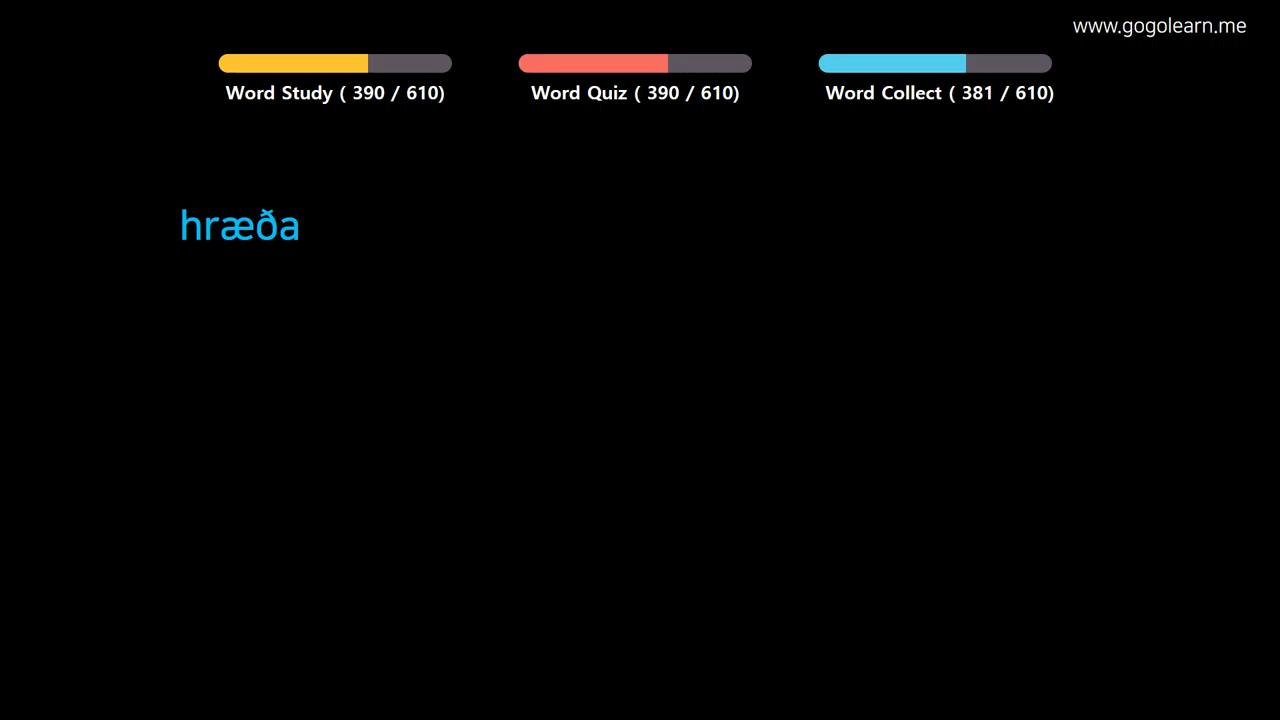 www.gogolearn.me
Word Study ( 390 / 610)
Word Quiz ( 390 / 610)
Word Collect ( 381 / 610)
hræða